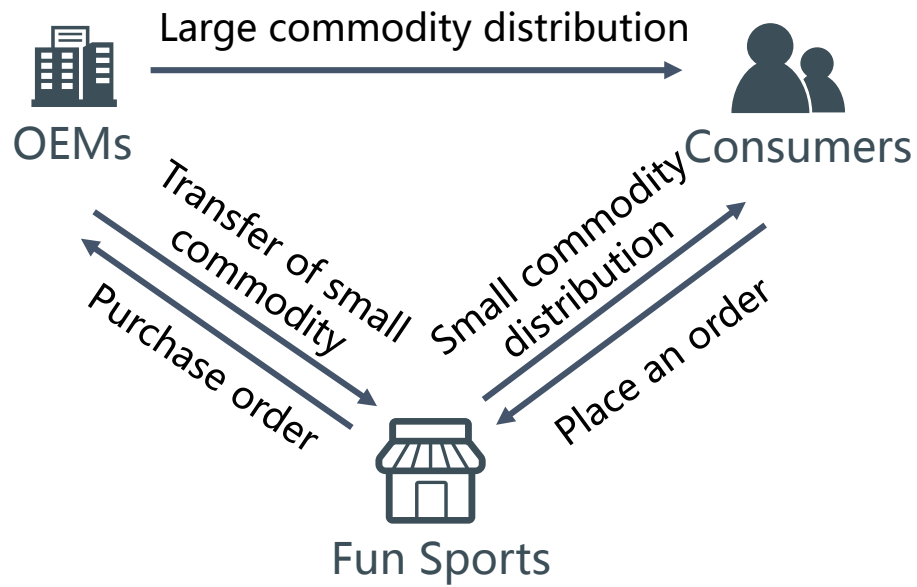 Large commodity distribution
OEMs
Consumers
Transfer of small
commodity
Purchase order
Small commodity
distribution
Place an order
Fun Sports